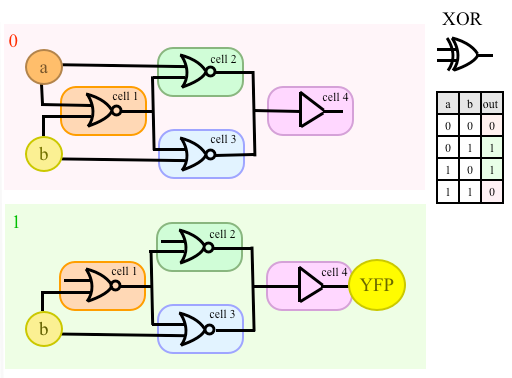 XOR
0
a
cell 2
cell 1
cell 4
b
cell 3
a b out
0 0 0
0 1 1
1 0 1
1 1 0
1
cell 2
cell 1
cell 4
YFP
cell 3
b